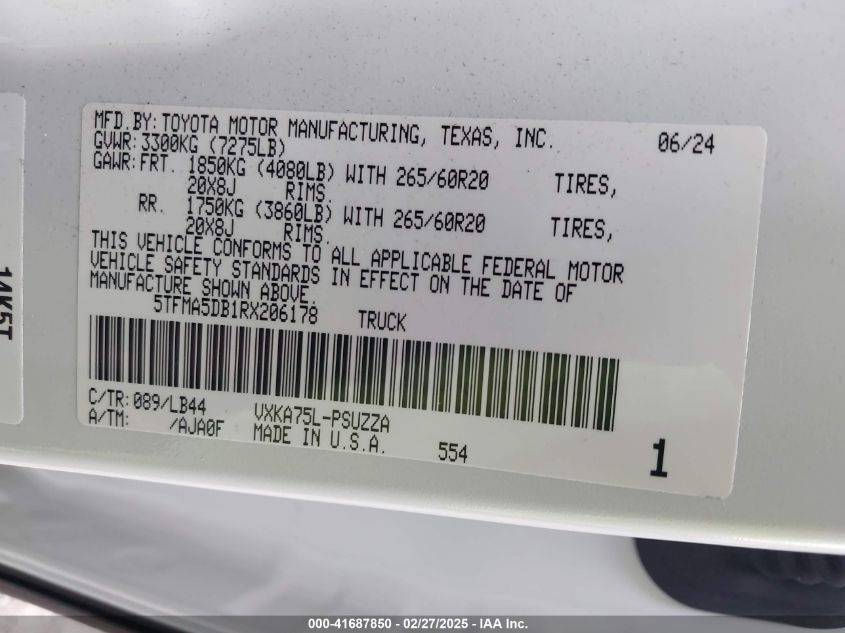 MFD.BY:TOYOTA MOTOR MANUFACTURING, TEXAS, INC. 06/24
GVWR:3300KG (7275LB)
GAWR:FRT. 1850KG (4080LB) WITH 265/60R20 TIRES,
20X8J RIMS.
RR. 1750KG (3860LB) WITH 265/60R20 TIRES,
20X8J RIMS.
THIS VEHICLE CONFORMS TO ALL APPLICABLE FEDERAL MOTOR
VEHICLE SAFETY STANDARDS IN EFFECT ON THE DATE OF
MANUFACTURE SHOWN ABOVE.
5TFMA5DB1RX206178 TRUCK
C/TR:089/LB44 VXKA75L-PSUZZA
A/TM: /AJA0F MADE IN U.S.A. 554 1
14K5T
000-41687850 - 02/27/2025 - IAA Inc.